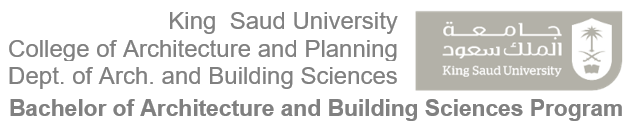 King Saud University
College of Architecture and Planning
Dept. of Arch. and Building Sciences
جامعة
الملك سعود
King Saud University
Bachelor of Architecture and Building Sciences Program